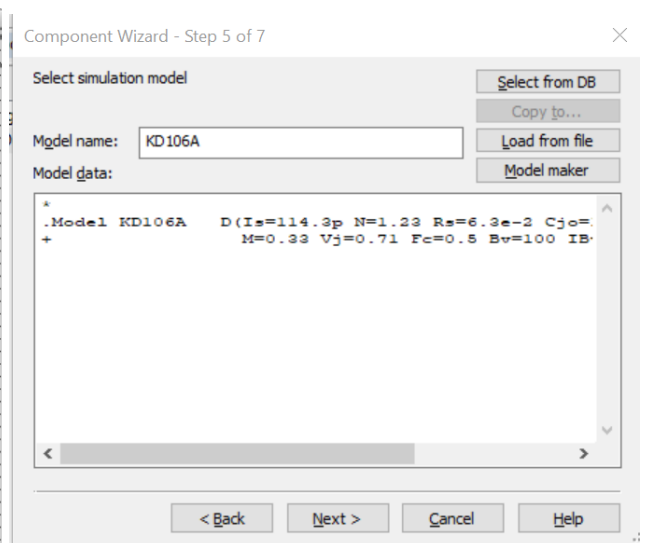 Component Wizard - Step 5 of 7
Select simulation model
Select from DB
Copy to...
Model name: KD106A
Load from file
Model data:
Model maker
*
.Model KD106A D(Is=114.3p N=1.23 Rs=6.3e-2 Cjo=
+ M=0.33 Vj=0.71 Fc=0.5 Bv=100 IB
< Back
Next >
Cancel
Help